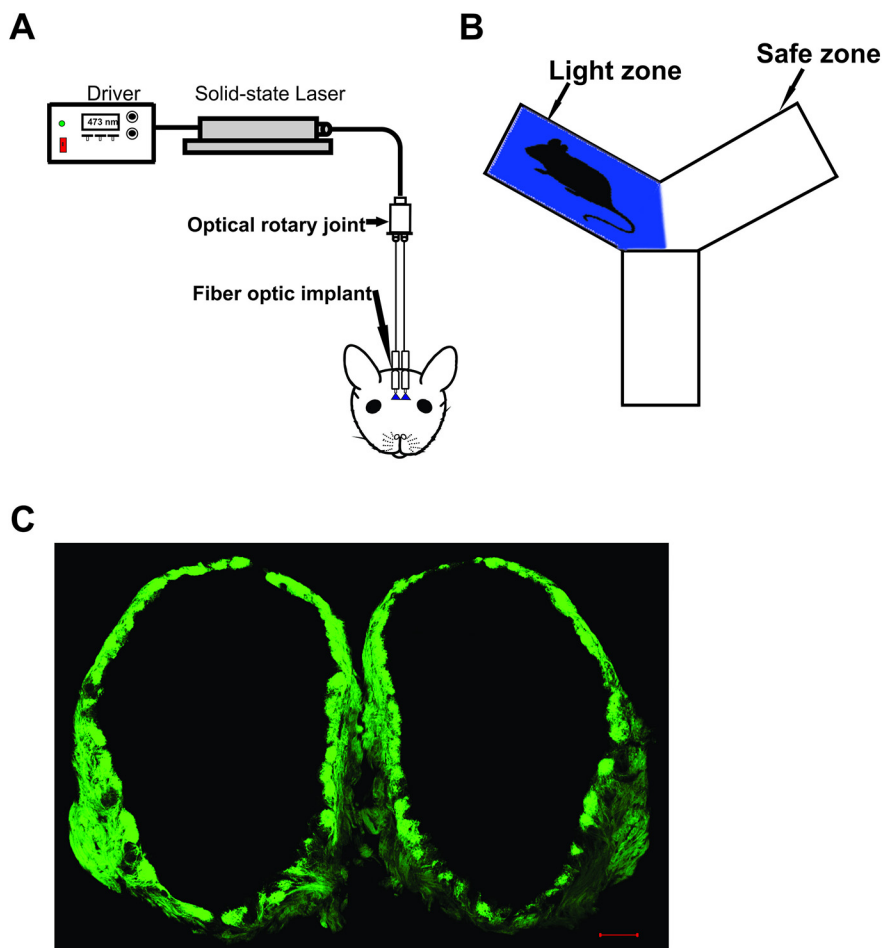 A
Driver
Solid-state Laser
473 nm
Optical rotary joint
Fiber optic implant
B
Light zone
Safe zone
C